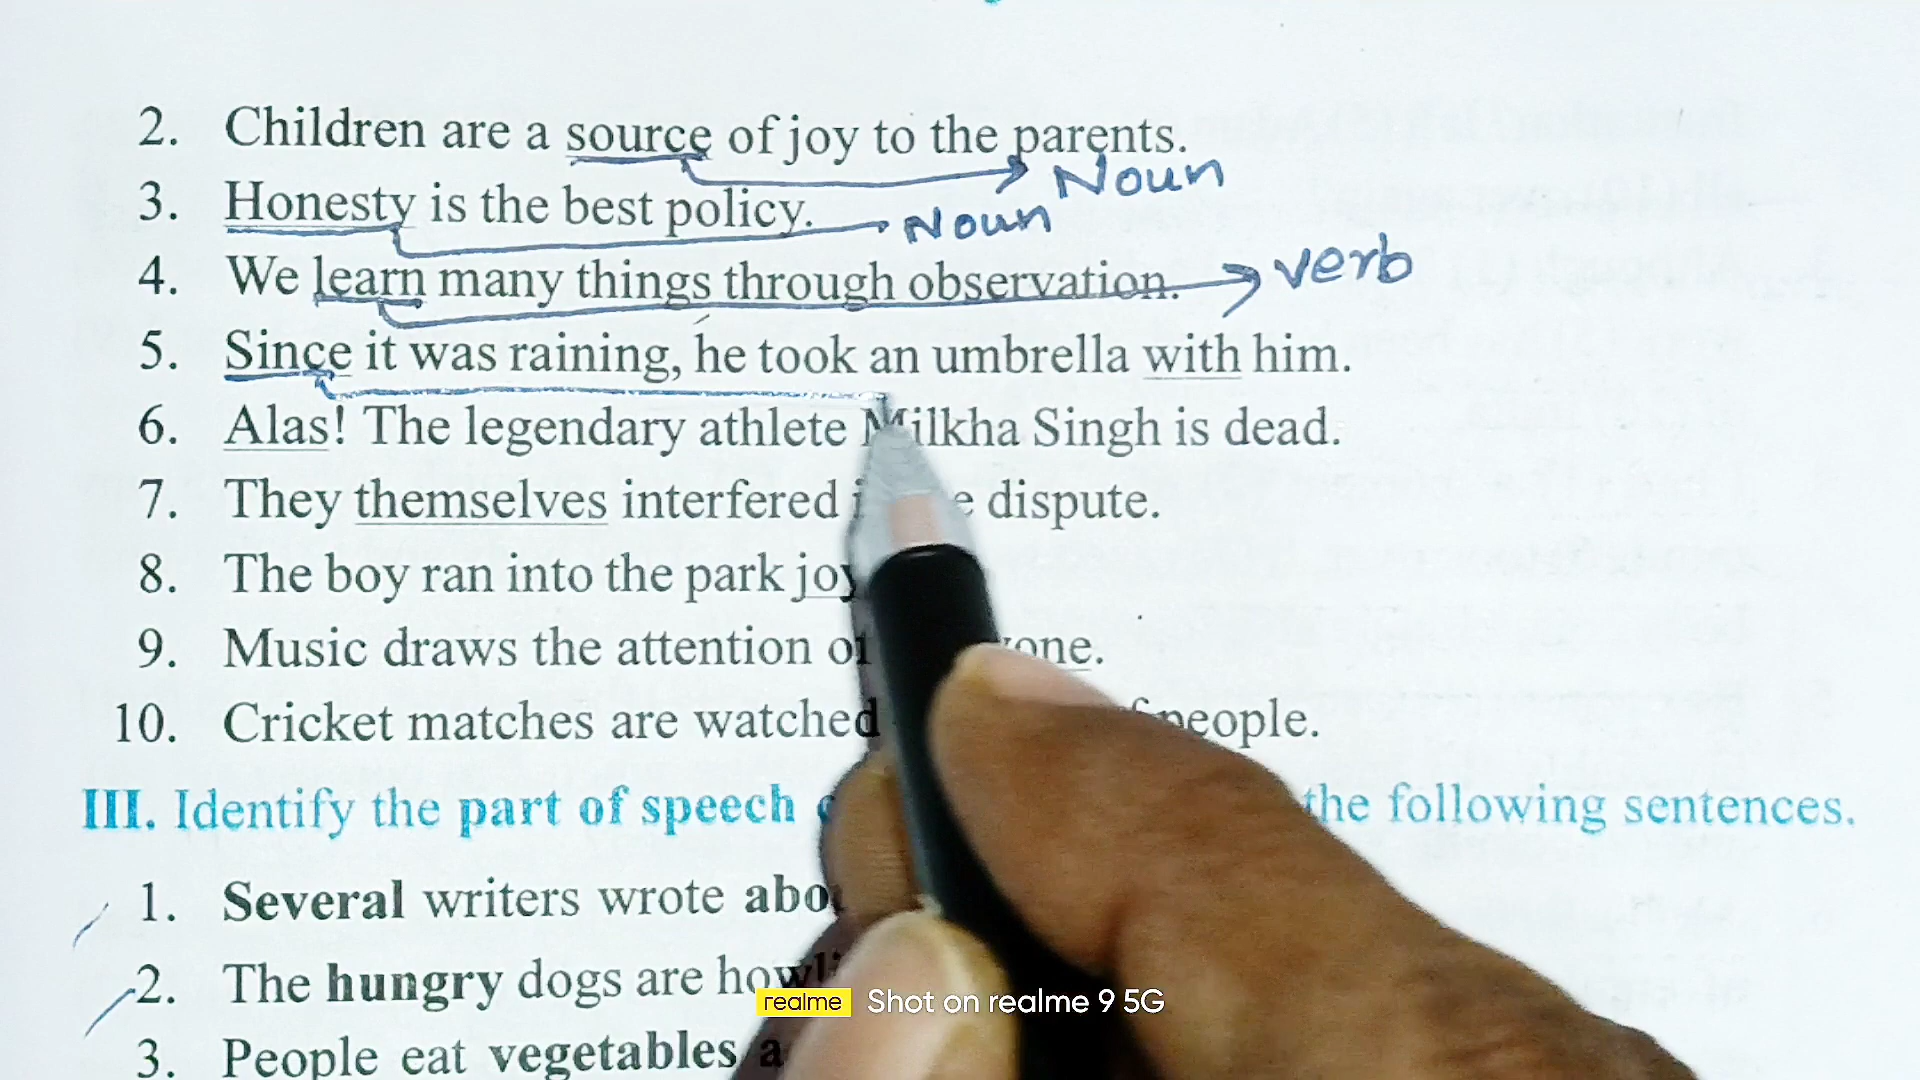 2. Children are a source of joy to the parents.
Noun
3. Honesty is the best policy.
Noun
4. We learn many things through observation.
verb
5. Since it was raining, he took an umbrella with him.
6. Alas! The legendary athlete Milkha Singh is dead.
7. They themselves interfered dispute.
8. The boy ran into the park
9. Music draws the attention
10. Cricket matches are watched people.
III. Identify the part of speech the following sentences.
1. Several writers wrote
2. The hungry dogs are
3. People eat vegetables
realme Shot on realme 9 5G